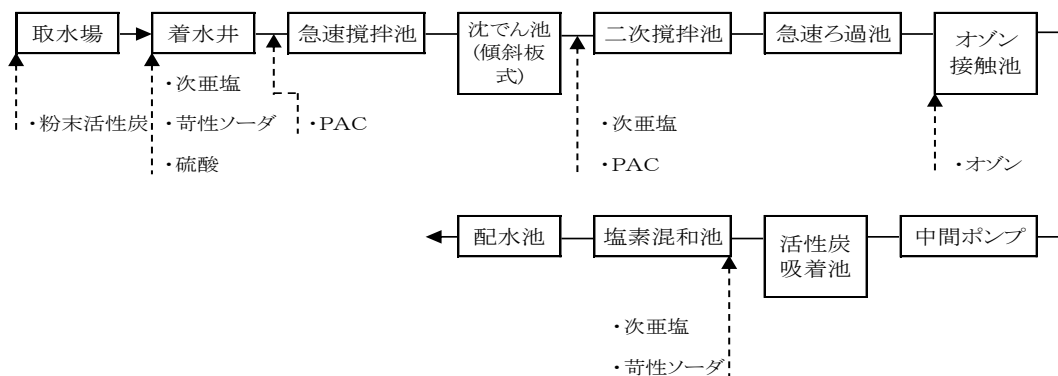 取水場
着水井
急速攪拌池
沈でん池
(傾斜板
式)
二次攪拌池
急速ろ過池
オゾン
接触池
・粉末活性炭
・次亜塩
・苛性ソーダ
・硫酸
・PAC
・次亜塩
・PAC
・オゾン
配水池
塩素混和池
活性炭
吸着池
中間ポンプ
・次亜塩
・苛性ソーダ